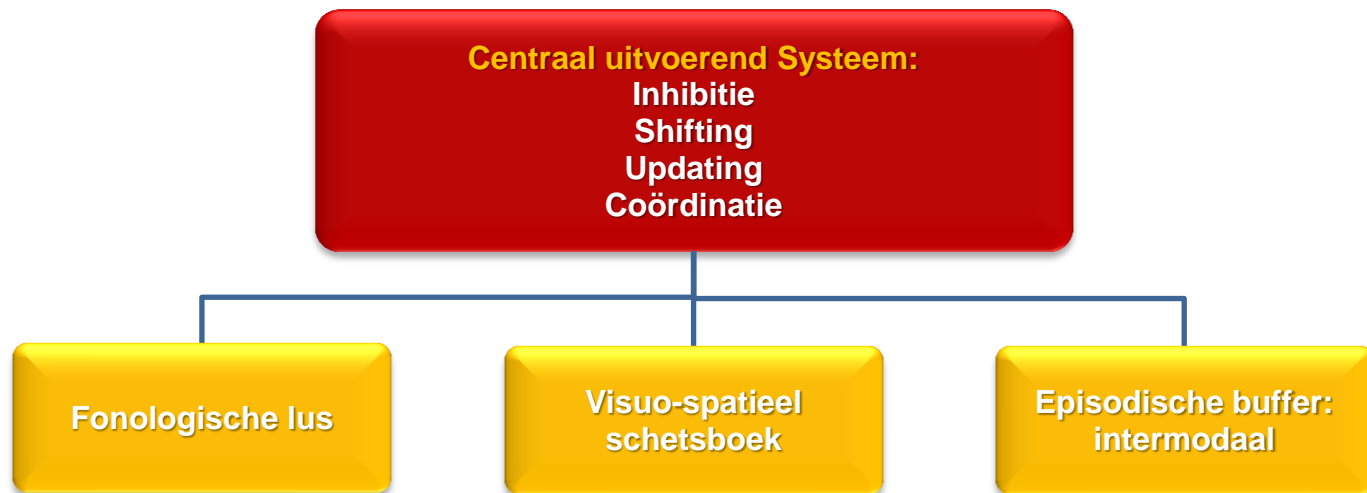 Centraal uitvoerend Systeem:
Inhibitie
Shifting
Updating
Coördinatie
Fonologische lus
Visuo-spatieel
schetsboek
Episodische buffer:
intermodaal